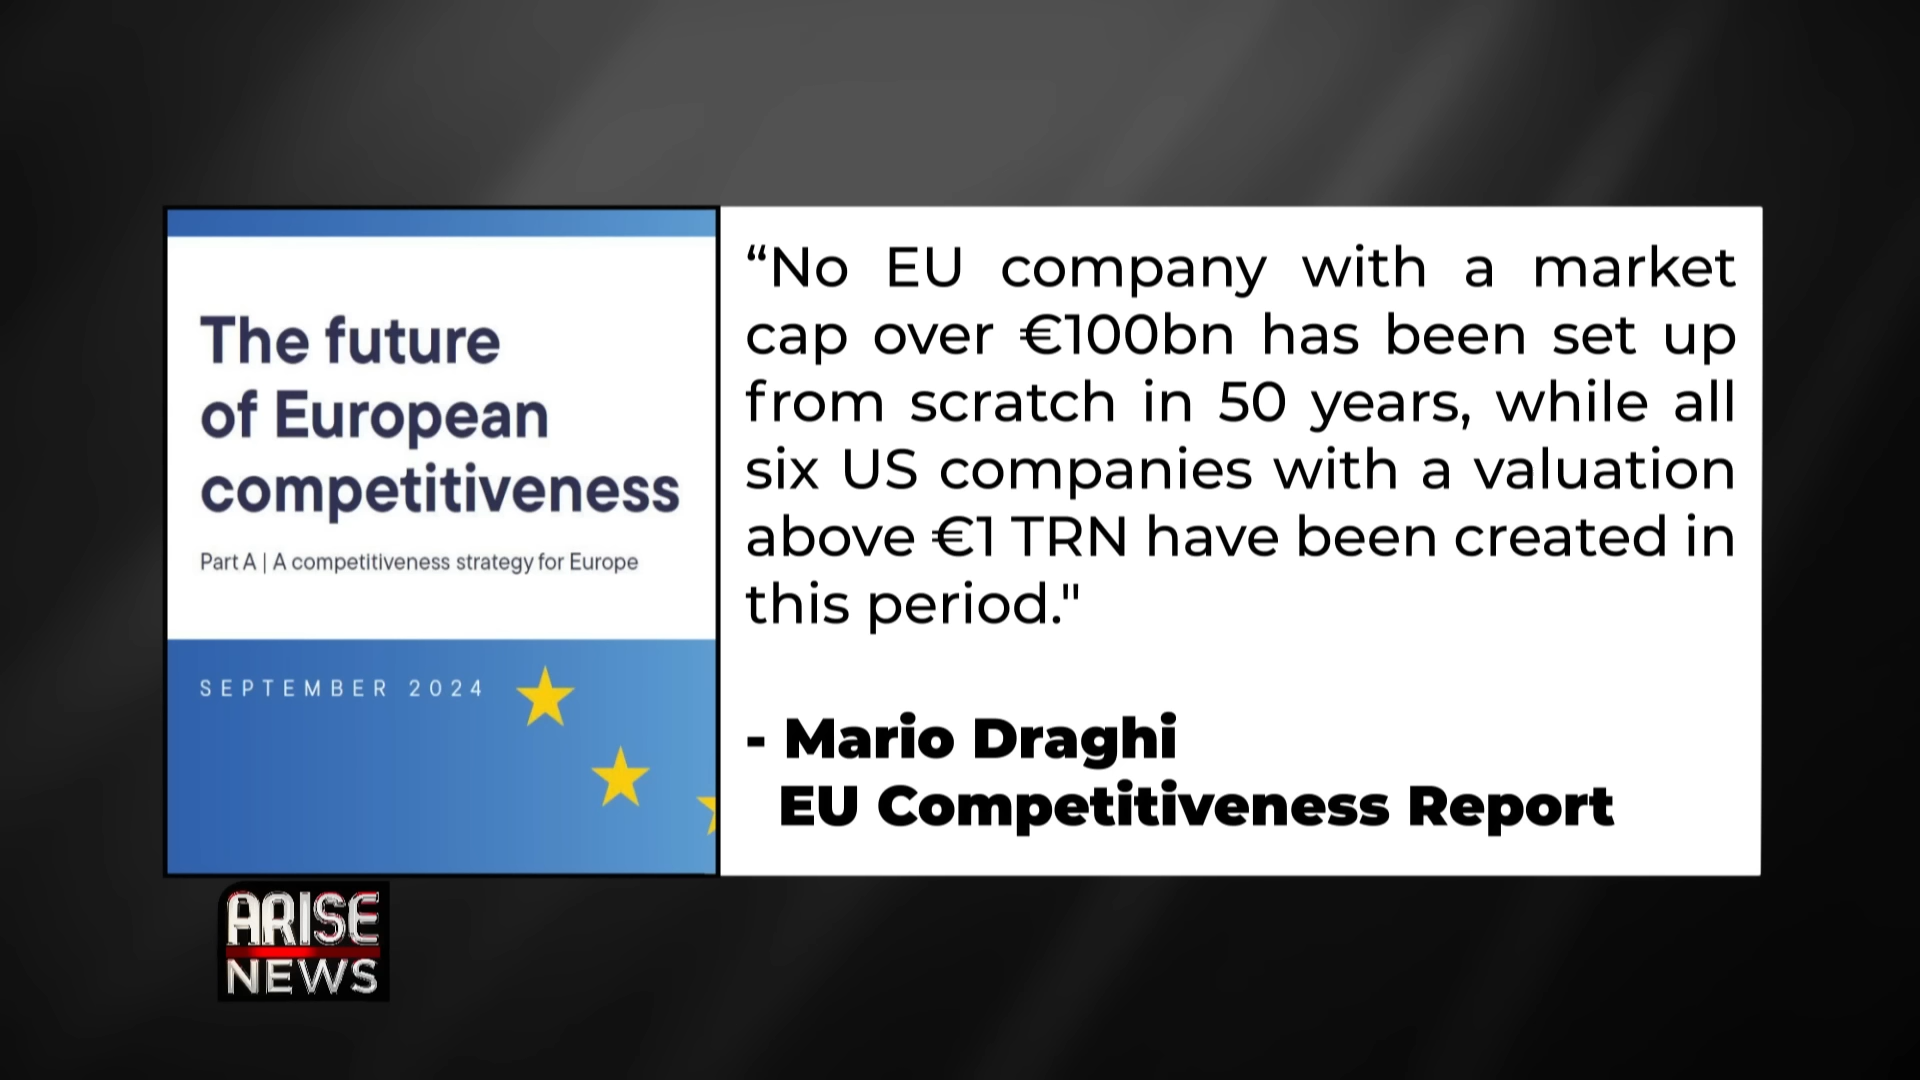 The future
of European
competitiveness
Part A | A competitiveness strategy for Europe
SEPTEMBER 2024
“No EU company with a market
cap over €100bn has been set up
from scratch in 50 years, while all
six US companies with a valuation
above €1 TRN have been created in
this period."
- Mario Draghi
EU Competitiveness Report
ARISE
NEWS